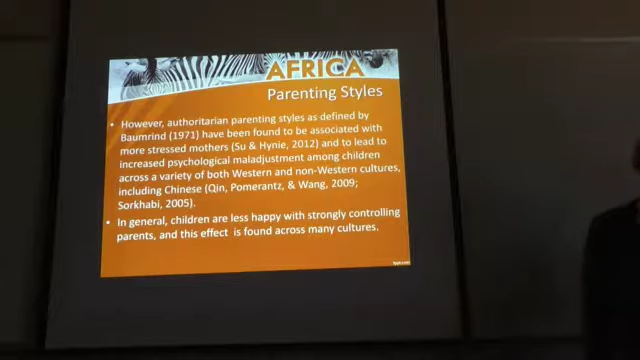 AFRICA
Parenting Styles
• However, authoritarian parenting styles as defined by
Baumrind (1971) have been found to be associated with
more stressed mothers (Su & Hynie, 2012) and to lead to
increased psychological maladjustment among children
across a variety of both Western and non-Western cultures,
including Chinese (Qin, Pomerantz, & Wang, 2009;
Sorkhabi, 2005).
• In general, children are less happy with strongly controlling
parents, and this effect is found across many cultures.